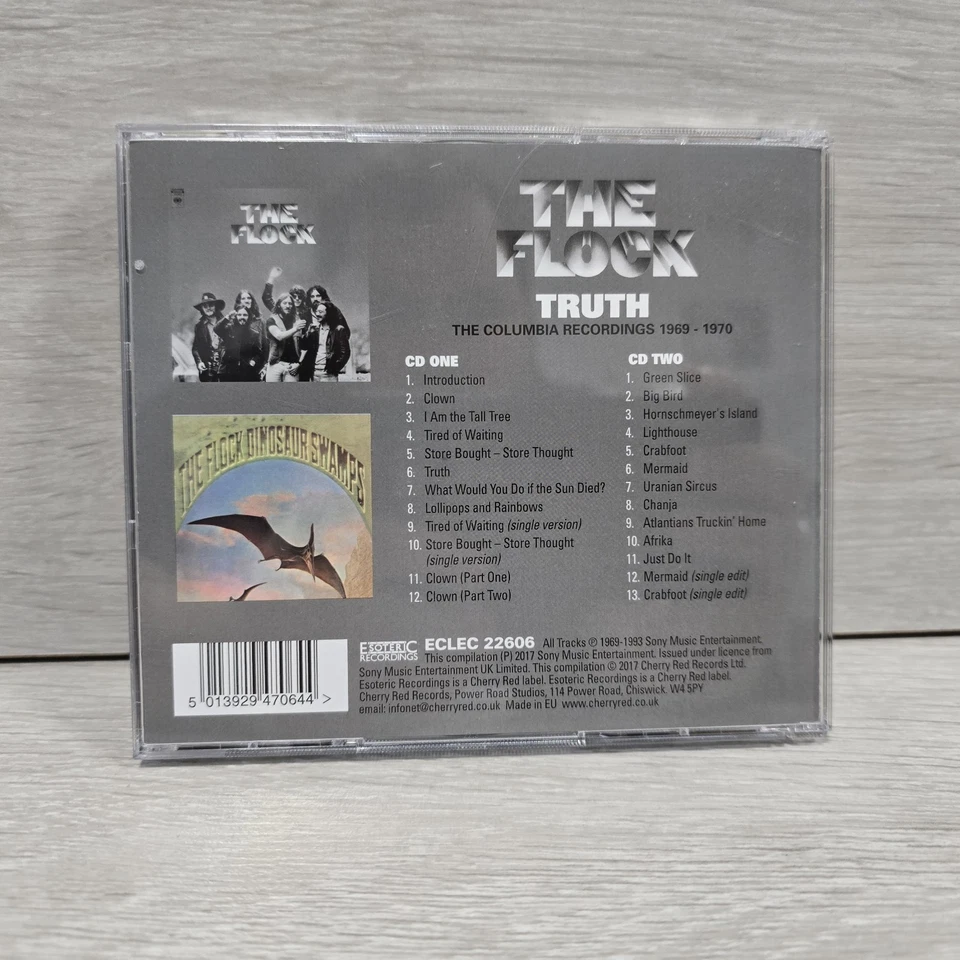 THE
FLOCK
THE FLOCK DINOSAUR SWAMPS
THE
FLOCK
TRUTH
THE COLUMBIA RECORDINGS 1969 - 1970
CD ONE
1. Introduction
2. Clown
3. I Am the Tall Tree
4. Tired of Waiting
5. Store Bought – Store Thought
6. Truth
7. What Would You Do if the Sun Died?
8. Lollipops and Rainbows
9. Tired of Waiting (single version)
10. Store Bought – Store Thought
(single version)
11. Clown (Part One)
12. Clown (Part Two)
CD TWO
1. Green Slice
2. Big Bird
3. Hornschmeyer's Island
4. Lighthouse
5. Crabfoot
6. Mermaid
7. Uranian Sircus
8. Chanja
9. Atlantians Truckin' Home
10. Afrika
11. Just Do It
12. Mermaid (single edit)
13. Crabfoot (single edit)
5 013929 470644 >
ESOTERIC
RECORDINGS
ECLEC 22606 All Tracks ℗ 1969-1993 Sony Music Entertainment.
This compilation (P) 2017 Sony Music Entertainment. Issued under licence from
Sony Music Entertainment UK Limited. This compilation © 2017 Cherry Red Records Ltd.
Esoteric Recordings is a Cherry Red label. Esoteric Recordings is a Cherry Red label.
Cherry Red Records, Power Road Studios, 114 Power Road, Chiswick. W4 5PY
email: infonet@cherryred.co.uk Made in EU www.cherryred.co.uk